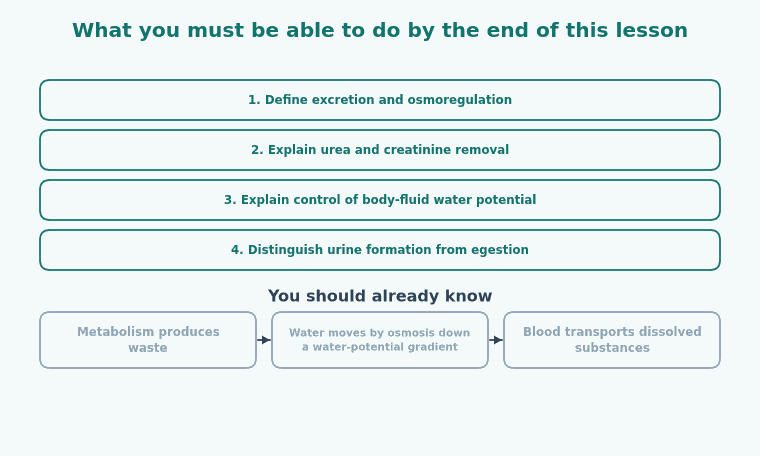 What you must be able to do by the end of this lesson
1. Define excretion and osmoregulation
2. Explain urea and creatinine removal
3. Explain control of body-fluid water potential
4. Distinguish urine formation from egestion
You should already know
Metabolism produces
waste
Water moves by osmosis down
a water-potential gradient
Blood transports dissolved
substances